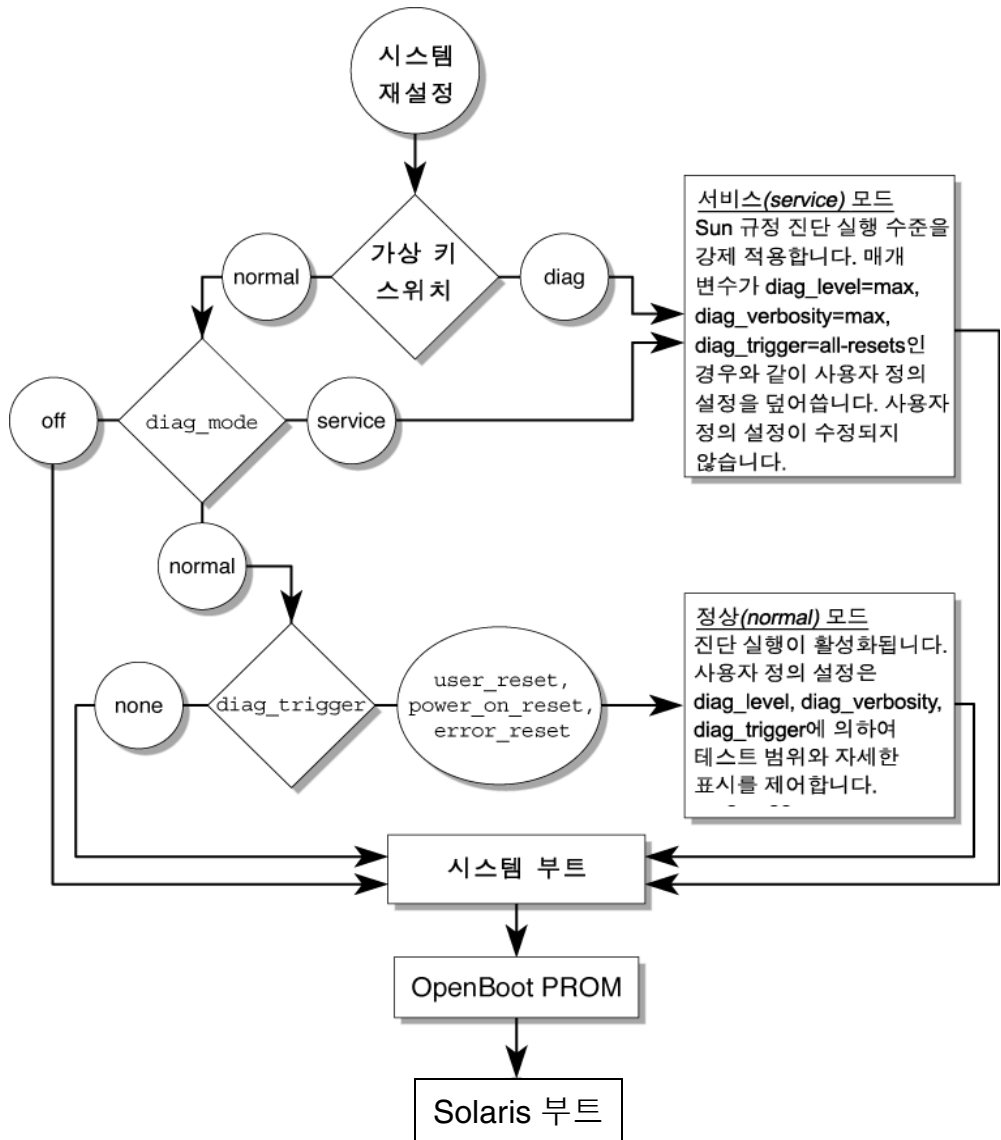 시스템
재설정
가상 키
스위치
normal
diag
서비스(service) 모드
Sun 규정 진단 실행 수준을
강제 적용합니다. 매개
변수가 diag_level=max,
diag_verbosity=max,
diag_trigger=all-resets인
경우와 같이 사용자 정의
설정을 덮어씁니다. 사용자
정의 설정이 수정되지
않습니다.
off
diag_mode
service
normal
none
diag_trigger
user_reset,
power_on_reset,
error_reset
정상(normal) 모드
진단 실행이 활성화됩니다.
사용자 정의 설정은
diag_level, diag_verbosity,
diag_trigger에 의하여
테스트 범위와 자세한
표시를 제어합니다.
시스템 부트
OpenBoot PROM
Solaris 부트